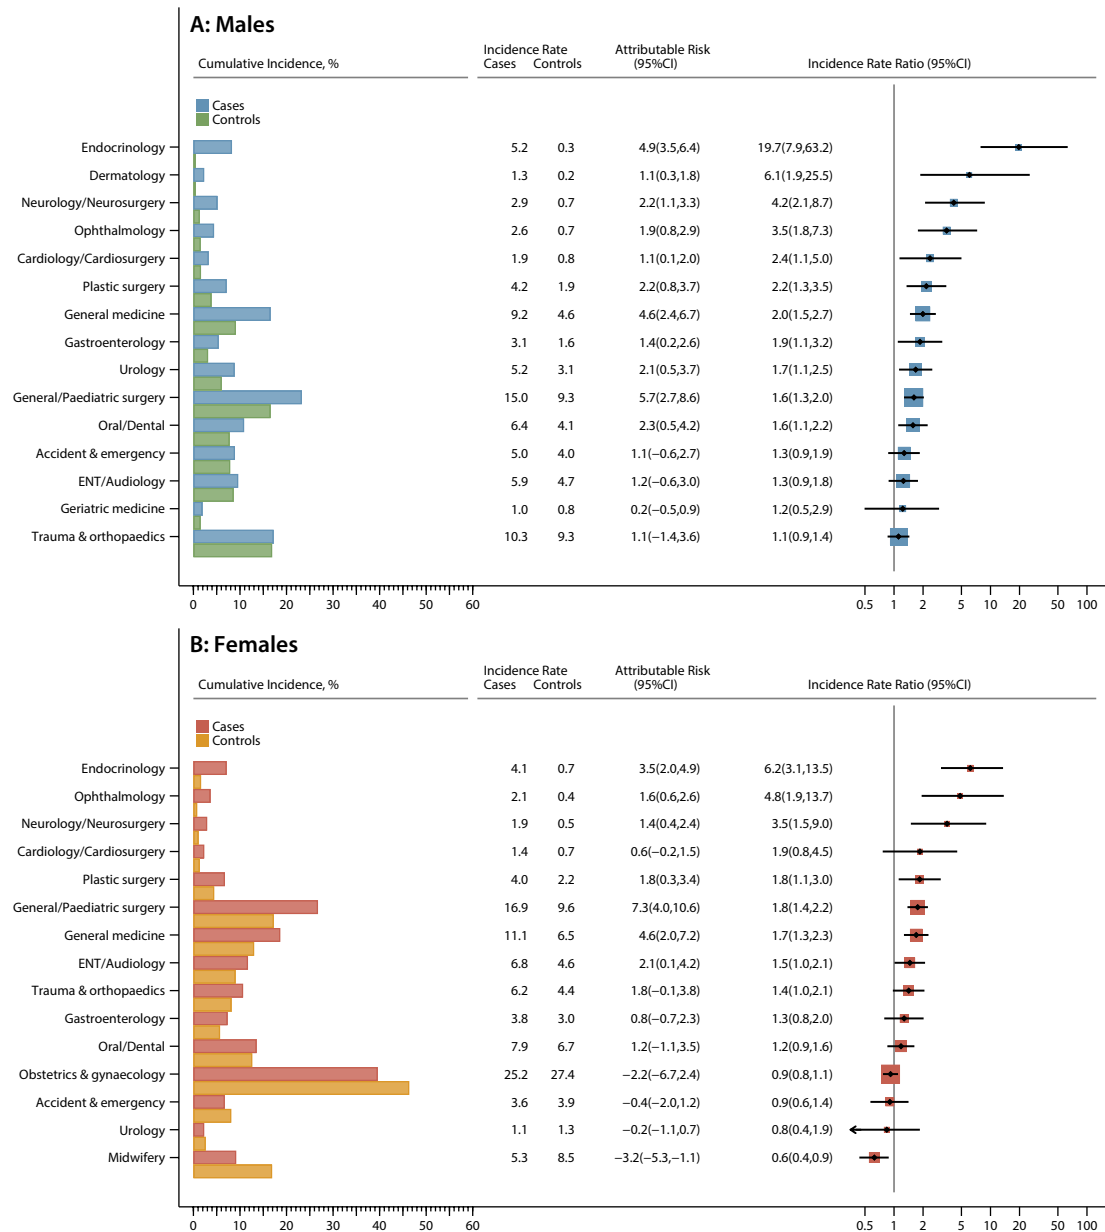 A: Males
Incidence Rate Attributable Risk
Cumulative Incidence, % Cases Controls (95%CI) Incidence Rate Ratio (95%CI)
Cases
Controls
Endocrinology 5.2 0.3 4.9(3.5,6.4) 19.7(7.9,63.2)
Dermatology 1.3 0.2 1.1(0.3,1.8) 6.1(1.9,25.5)
Neurology/Neurosurgery 2.9 0.7 2.2(1.1,3.3) 4.2(2.1,8.7)
Ophthalmology 2.6 0.7 1.9(0.8,2.9) 3.5(1.8,7.3)
Cardiology/Cardiosurgery 1.9 0.8 1.1(0.1,2.0) 2.4(1.1,5.0)
Plastic surgery 4.2 1.9 2.2(0.8,3.7) 2.2(1.3,3.5)
General medicine 9.2 4.6 4.6(2.4,6.7) 2.0(1.5,2.7)
Gastroenterology 3.1 1.6 1.4(0.2,2.6) 1.9(1.1,3.2)
Urology 5.2 3.1 2.1(0.5,3.7) 1.7(1.1,2.5)
General/Paediatric surgery 15.0 9.3 5.7(2.7,8.6) 1.6(1.3,2.0)
Oral/Dental 6.4 4.1 2.3(0.5,4.2) 1.6(1.1,2.2)
Accident & emergency 5.0 4.0 1.1(−0.6,2.7) 1.3(0.9,1.9)
ENT/Audiology 5.9 4.7 1.2(−0.6,3.0) 1.3(0.9,1.8)
Geriatric medicine 1.0 0.8 0.2(−0.5,0.9) 1.2(0.5,2.9)
Trauma & orthopaedics 10.3 9.3 1.1(−1.4,3.6) 1.1(0.9,1.4)
0 10 20 30 40 50 60 0.5 1 2 5 10 20 50 100
B: Females
Incidence Rate Attributable Risk
Cumulative Incidence, % Cases Controls (95%CI) Incidence Rate Ratio (95%CI)
Cases
Controls
Endocrinology 4.1 0.7 3.5(2.0,4.9) 6.2(3.1,13.5)
Ophthalmology 2.1 0.4 1.6(0.6,2.6) 4.8(1.9,13.7)
Neurology/Neurosurgery 1.9 0.5 1.4(0.4,2.4) 3.5(1.5,9.0)
Cardiology/Cardiosurgery 1.4 0.7 0.6(−0.2,1.5) 1.9(0.8,4.5)
Plastic surgery 4.0 2.2 1.8(0.3,3.4) 1.8(1.1,3.0)
General/Paediatric surgery 16.9 9.6 7.3(4.0,10.6) 1.8(1.4,2.2)
General medicine 11.1 6.5 4.6(2.0,7.2) 1.7(1.3,2.3)
ENT/Audiology 6.8 4.6 2.1(0.1,4.2) 1.5(1.0,2.1)
Trauma & orthopaedics 6.2 4.4 1.8(−0.1,3.8) 1.4(1.0,2.1)
Gastroenterology 3.8 3.0 0.8(−0.7,2.3) 1.3(0.8,2.0)
Oral/Dental 7.9 6.7 1.2(−1.1,3.5) 1.2(0.9,1.6)
Obstetrics & gynaecology 25.2 27.4 −2.2(−6.7,2.4) 0.9(0.8,1.1)
Accident & emergency 3.6 3.9 −0.4(−2.0,1.2) 0.9(0.6,1.4)
Urology 1.1 1.3 −0.2(−1.1,0.7) 0.8(0.4,1.9)
Midwifery 5.3 8.5 −3.2(−5.3,−1.1) 0.6(0.4,0.9)
0 10 20 30 40 50 60 0.5 1 2 5 10 20 50 100